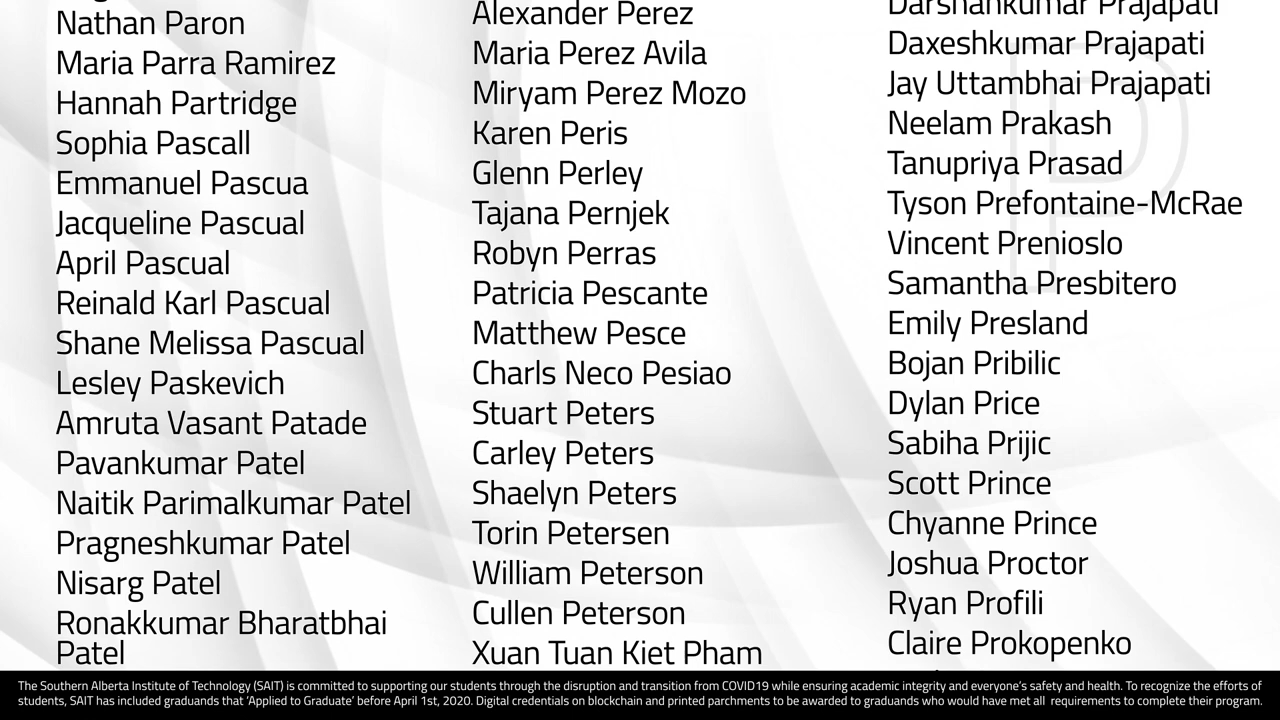 Nathan Paron
Maria Parra Ramirez
Hannah Partridge
Sophia Pascall
Emmanuel Pascua
Jacqueline Pascual
April Pascual
Reinald Karl Pascual
Shane Melissa Pascual
Lesley Paskevich
Amruta Vasant Patade
Pavankumar Patel
Naitik Parimalkumar Patel
Pragneshkumar Patel
Nisarg Patel
Ronakkumar Bharatbhai
Patel
Alexander Perez
Maria Perez Avila
Miryam Perez Mozo
Karen Peris
Glenn Perley
Tajana Pernjek
Robyn Perras
Patricia Pescante
Matthew Pesce
Charls Neco Pesiao
Stuart Peters
Carley Peters
Shaelyn Peters
Torin Petersen
William Peterson
Cullen Peterson
Xuan Tuan Kiet Pham
Darshankumar Prajapati
Daxeshkumar Prajapati
Jay Uttambhai Prajapati
Neelam Prakash
Tanupriya Prasad
Tyson Prefontaine-McRae
Vincent Prenioslo
Samantha Presbitero
Emily Presland
Bojan Pribilic
Dylan Price
Sabiha Prijic
Scott Prince
Chyanne Prince
Joshua Proctor
Ryan Profili
Claire Prokopenko
P
The Southern Alberta Institute of Technology (SAIT) is committed to supporting our students through the disruption and transition from COVID19 while ensuring academic integrity and everyone's safety and health. To recognize the efforts of
students, SAIT has included graduands that 'Applied to Graduate' before April 1st, 2020. Digital credentials on blockchain and printed parchments to be awarded to graduands who would have met all requirements to complete their program.